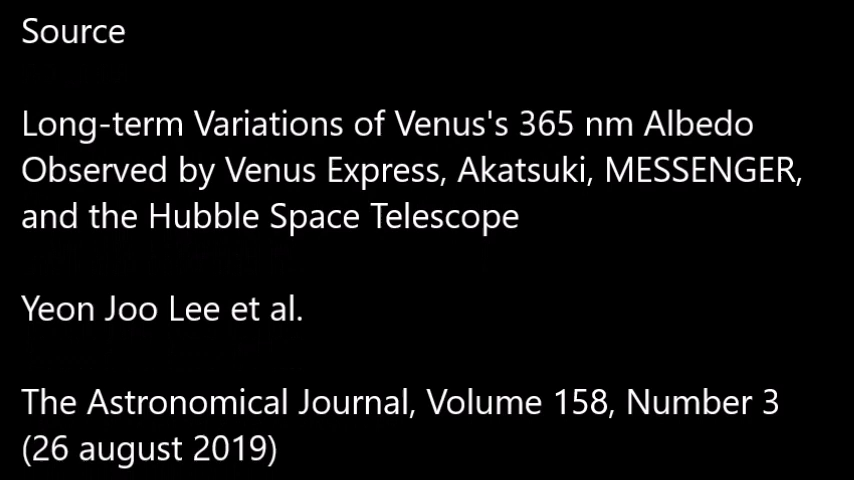 Source
Long-term Variations of Venus's 365 nm Albedo
Observed by Venus Express, Akatsuki, MESSENGER,
and the Hubble Space Telescope
Yeon Joo Lee et al.
The Astronomical Journal, Volume 158, Number 3
(26 august 2019)